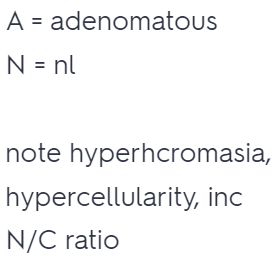 A = adenomatous
N = nl
note hyperhcromasia,
hypercellularity, inc
N/C ratio